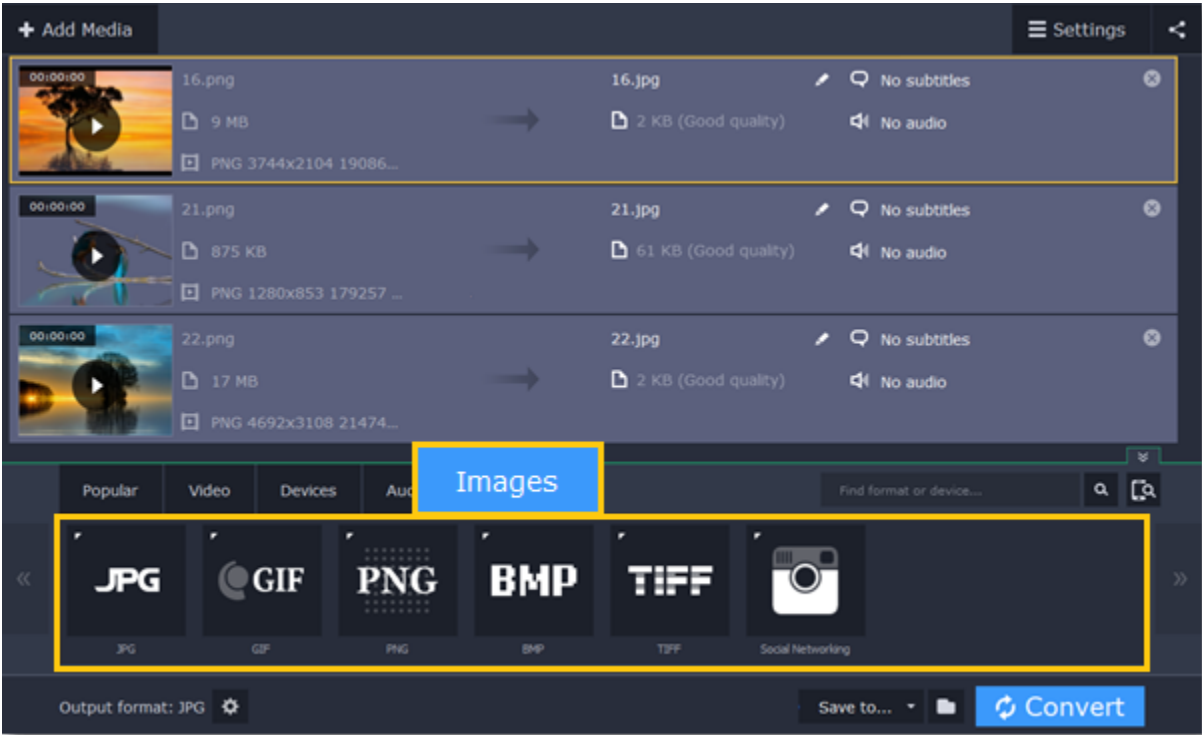 Add Media
Settings
00:00:00
16.png
16.jpg
No subtitles
9 MB
2 KB (Good quality)
No audio
PNG 3744x2104 19086...
00:00:00
21.png
21.jpg
No subtitles
875 KB
61 KB (Good quality)
No audio
PNG 1280x853 179257 ...
00:00:00
22.png
22.jpg
No subtitles
17 MB
2 KB (Good quality)
No audio
PNG 4692x3108 21474...
Popular
Video
Devices
Images
Find format or device...
JPG
GIF
PNG
BMP
TIFF
JPG
GIF
PNG
BMP
TIFF
Social Networking
Output format: JPG
Save to...
Convert